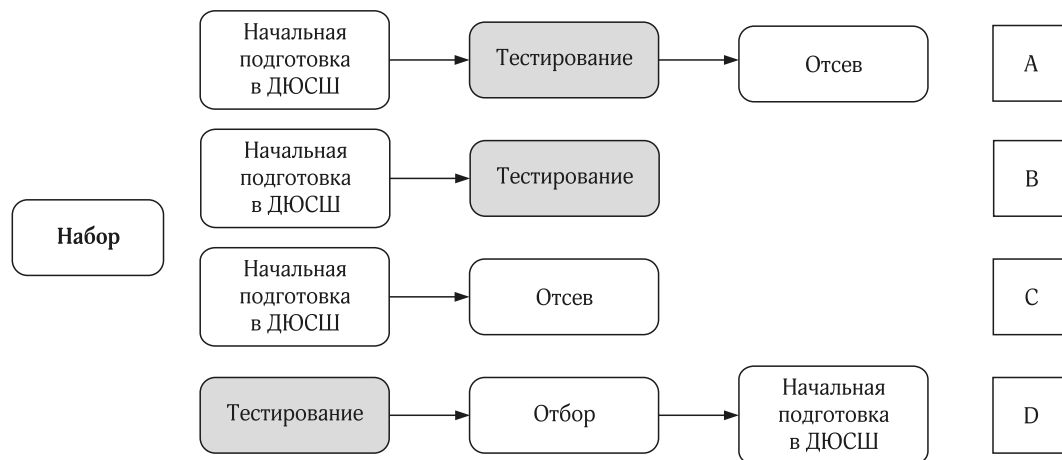 Начальная
подготовка
в ДЮСШ
Тестирование
Отсев
A
Начальная
подготовка
в ДЮСШ
Тестирование
B
Набор
Начальная
подготовка
в ДЮСШ
Отсев
C
Тестирование
Отбор
Начальная
подготовка
в ДЮСШ
D